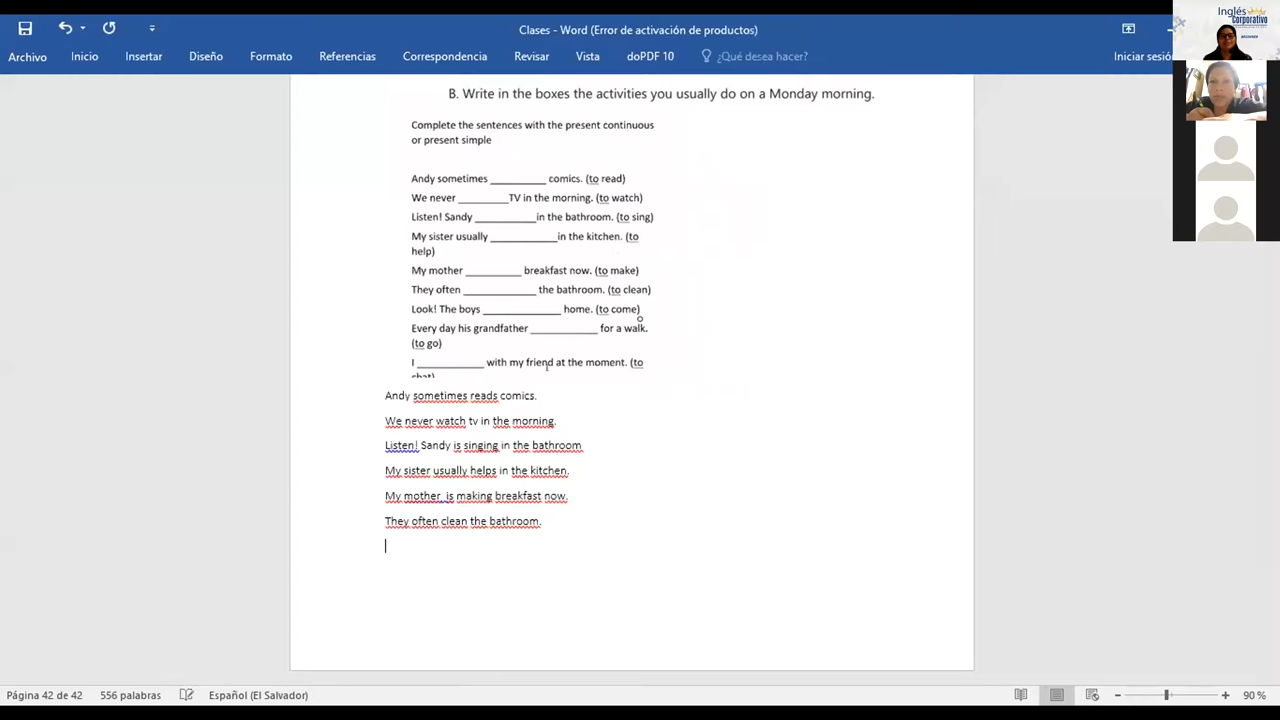 Clases - Word (Error de activación de productos)
Inglés
Corporativo
Archivo Inicio Insertar Diseño Formato Referencias Correspondencia Revisar Vista doPDF 10 ¿Qué desea hacer? Iniciar sesió
B. Write in the boxes the activities you usually do on a Monday morning.
Complete the sentences with the present continuous
or present simple
Andy sometimes __________ comics. (to read)
We never _________TV in the morning. (to watch)
Listen! Sandy ___________in the bathroom. (to sing)
My sister usually ____________in the kitchen. (to
help)
My mother __________ breakfast now. (to make)
They often _____________ the bathroom. (to clean)
Look! The boys ______________ home. (to come)
Every day his grandfather ____________ for a walk.
(to go)
I ____________ with my friend at the moment. (to
chat)
Andy sometimes reads comics.
We never watch tv in the morning.
Listen! Sandy is singing in the bathroom
My sister usually helps in the kitchen.
My mother is making breakfast now.
They often clean the bathroom.
Página 42 de 42 556 palabras Español (El Salvador) 90 %